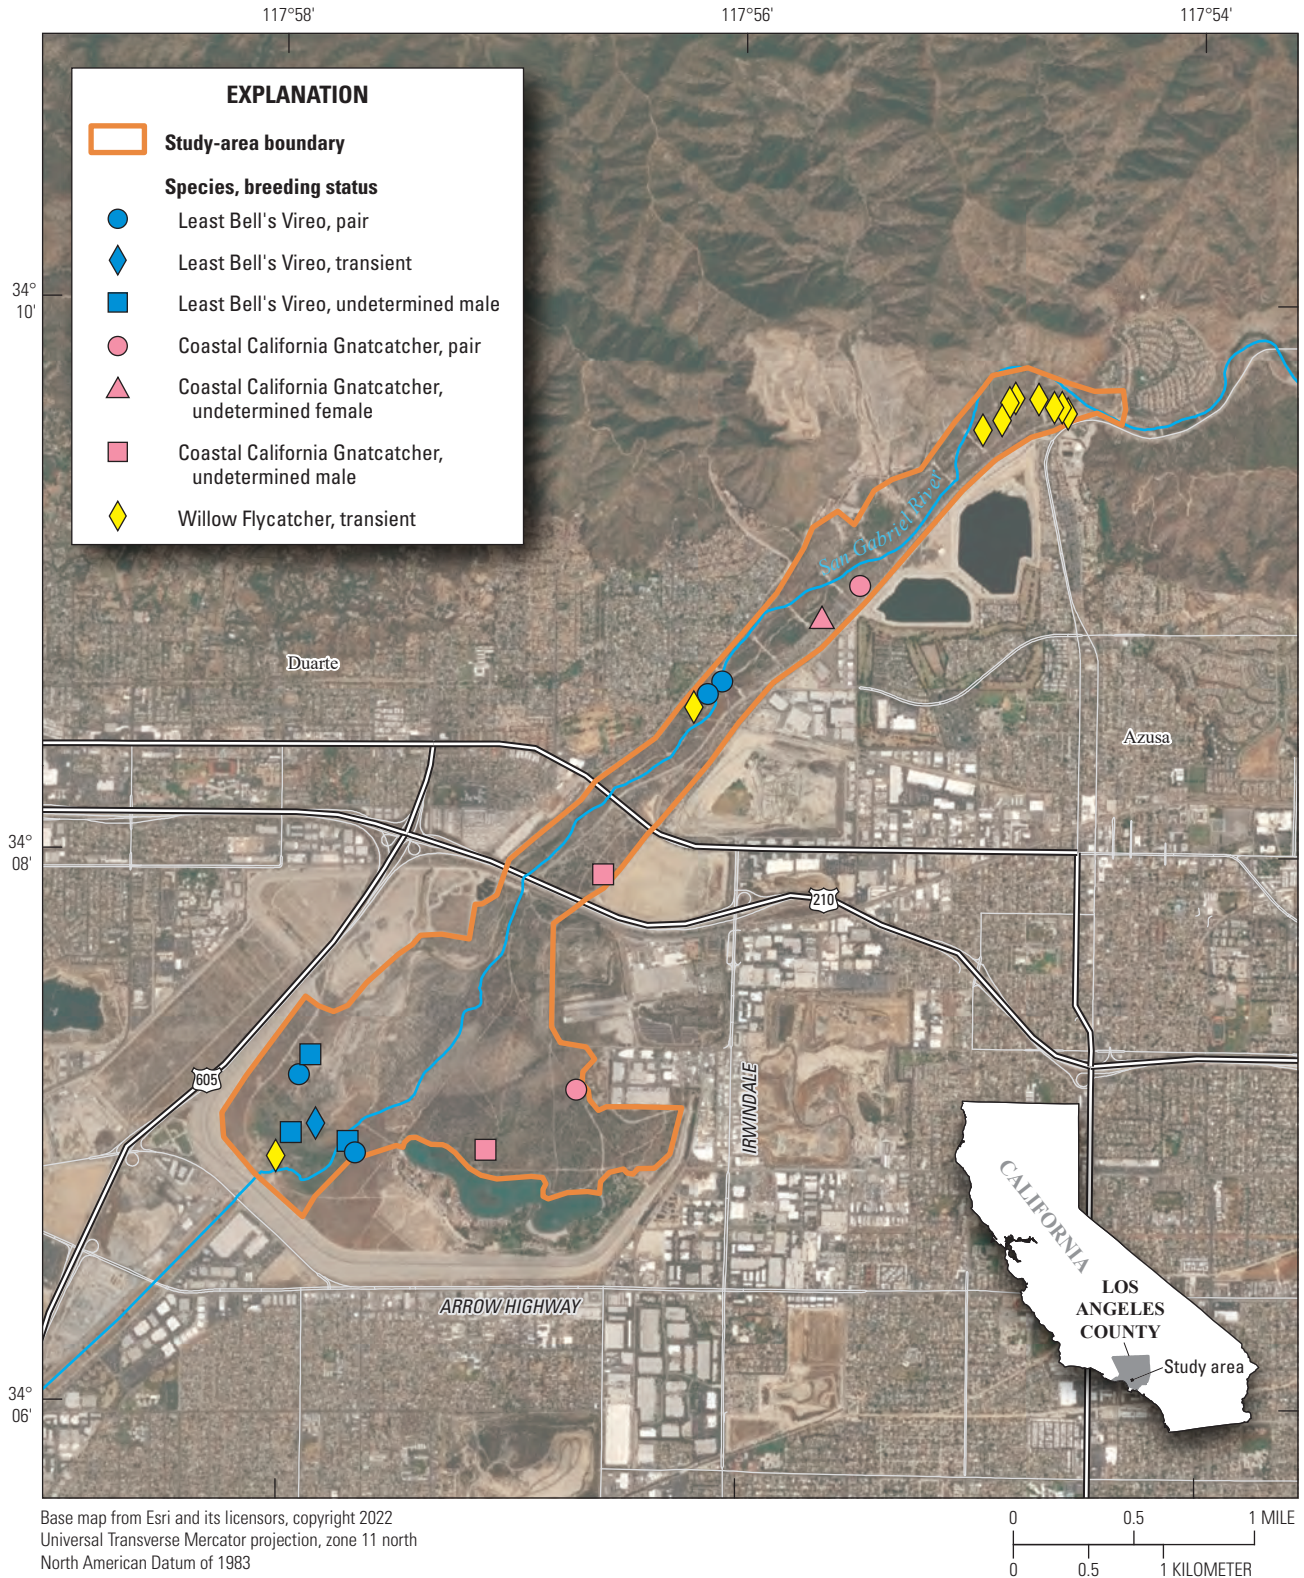 117°58'
117°56'
117°54'
EXPLANATION
Study-area boundary
Species, breeding status
Least Bell's Vireo, pair
Least Bell's Vireo, transient
Least Bell's Vireo, undetermined male
Coastal California Gnatcatcher, pair
Coastal California Gnatcatcher,
undetermined female
Coastal California Gnatcatcher,
undetermined male
Willow Flycatcher, transient
34°
10'
San Gabriel River
Duarte
Azusa
34°
08'
210
605
IRWINDALE
CALIFORNIA
LOS
ANGELES
COUNTY
Study area
ARROW HIGHWAY
34°
06'
Base map from Esri and its licensors, copyright 2022
Universal Transverse Mercator projection, zone 11 north
North American Datum of 1983
0 0.5 1 MILE
0 0.5 1 KILOMETER